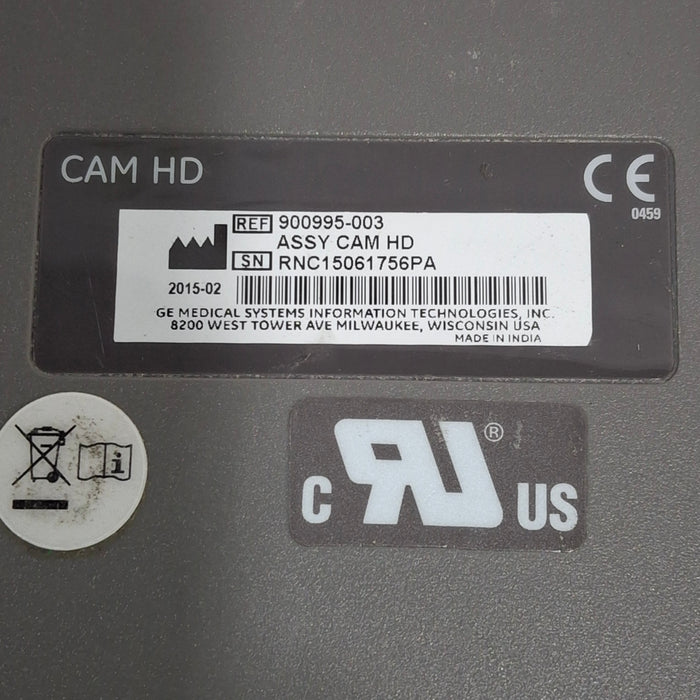 CAM HD
CE
0459
REF 900995-003
ASSY CAM HD
SN RNC15061756PA
2015-02
GE MEDICAL SYSTEMS INFORMATION TECHNOLOGIES, INC.
8200 WEST TOWER AVE MILWAUKEE, WISCONSIN USA
MADE IN INDIA
i
C RU® US